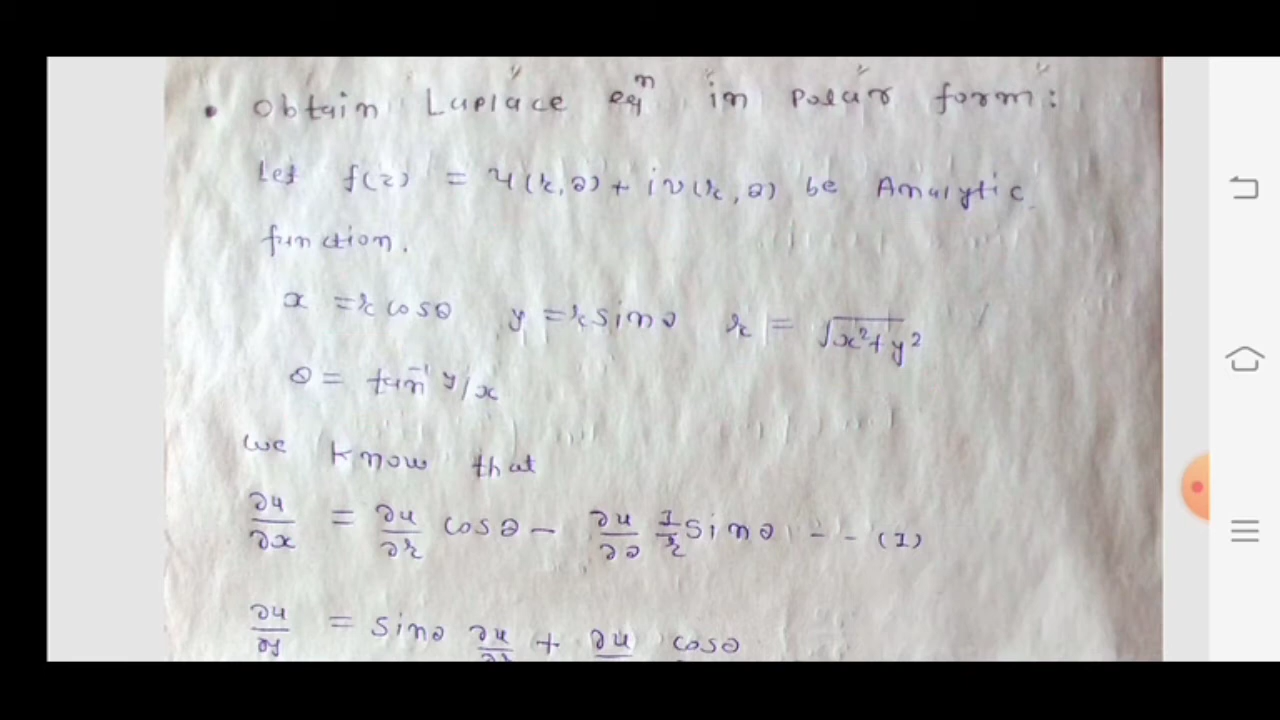 • Obtain Laplace eqⁿ in Polar form:
Let f(z) = u(r,θ) + iv(r,θ) be Analytic
function.
x = r cosθ y = r sinθ r = √x²+y²
θ = tan⁻¹ y/x
we know that
∂u/∂x = ∂u/∂r cosθ − ∂u/∂θ 1/r sinθ - - (1)
∂u/∂y = sinθ ∂u/∂r + ∂u cosθ